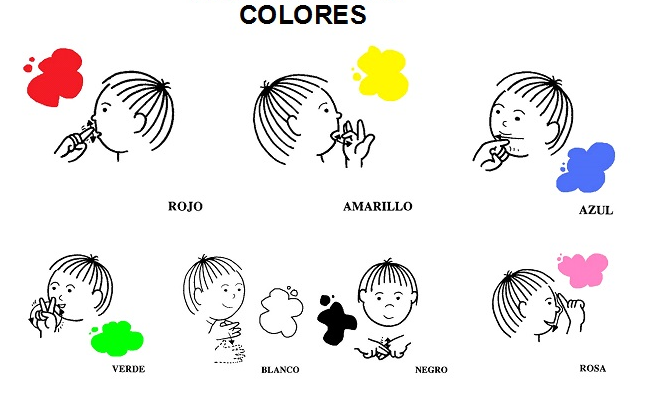 COLORES
ROJO
AMARILLO
AZUL
VERDE
BLANCO
NEGRO
ROSA